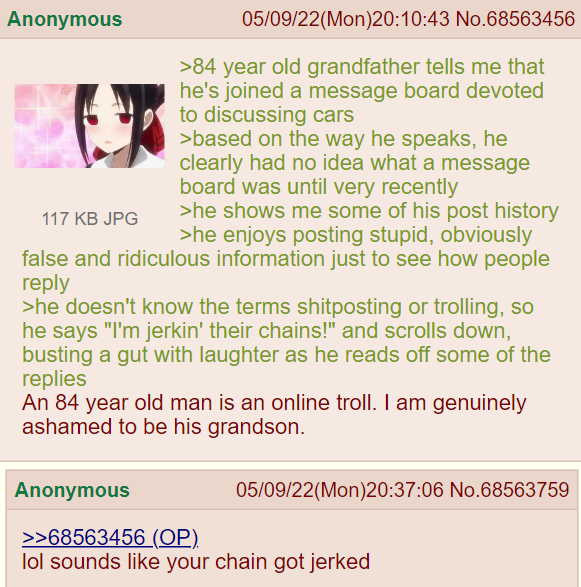 Anonymous 05/09/22(Mon)20:10:43 No.68563456
>84 year old grandfather tells me that
he's joined a message board devoted
to discussing cars
>based on the way he speaks, he
clearly had no idea what a message
board was until very recently
>he shows me some of his post history
>he enjoys posting stupid, obviously
false and ridiculous information just to see how people
reply
>he doesn't know the terms shitposting or trolling, so
he says "I'm jerkin' their chains!" and scrolls down,
busting a gut with laughter as he reads off some of the
replies
An 84 year old man is an online troll. I am genuinely
ashamed to be his grandson.
117 KB JPG
Anonymous 05/09/22(Mon)20:37:06 No.68563759
>>68563456 (OP)
lol sounds like your chain got jerked